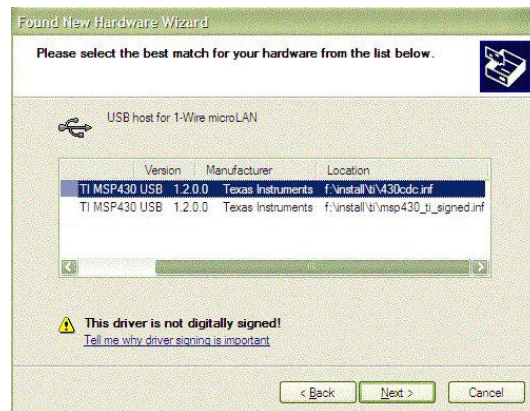 Found New Hardware Wizard
Please select the best match for your hardware from the list below.
USB host for 1-Wire microLAN
Version Manufacturer Location
TI MSP430 USB 1.2.0.0 Texas Instruments f:\install\ti\430cdc.inf
TI MSP430 USB 1.2.0.0 Texas Instruments f:\install\ti\msp430_ti_signed.inf
This driver is not digitally signed!
Tell me why driver signing is important
< Back Next > Cancel